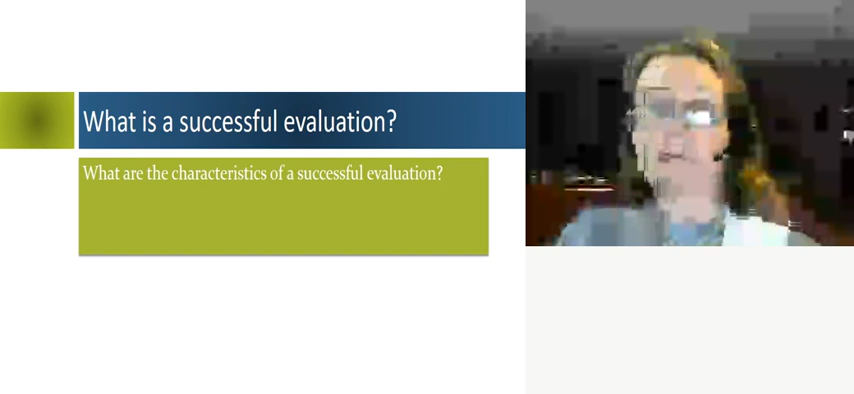 What is a successful evaluation?
What are the characteristics of a successful evaluation?